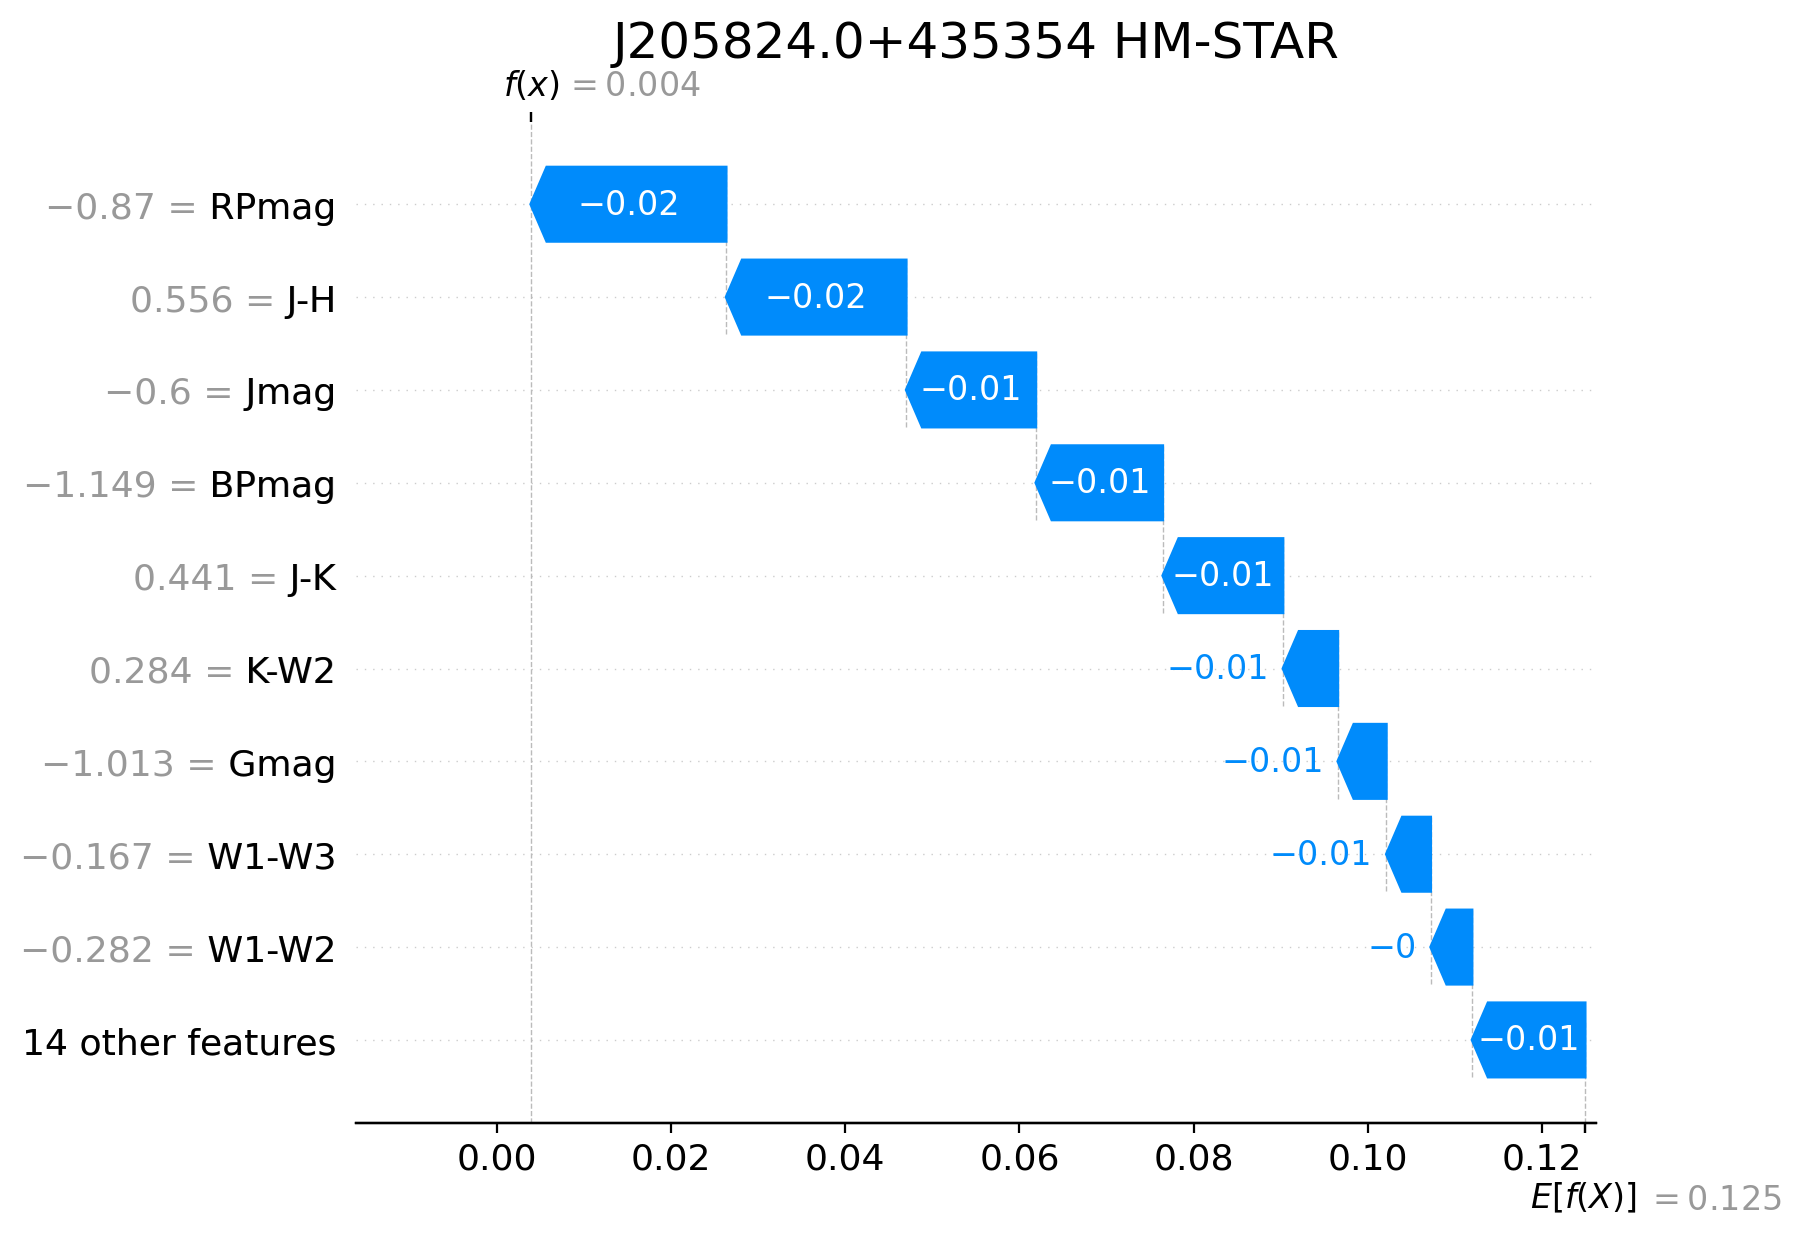 J205824.0+435354 HM-STAR
f(x) = 0.004
−0.87 = RPmag −0.02
0.556 = J-H −0.02
−0.6 = Jmag −0.01
−1.149 = BPmag −0.01
0.441 = J-K −0.01
0.284 = K-W2 −0.01
−1.013 = Gmag −0.01
−0.167 = W1-W3 −0.01
−0.282 = W1-W2 −0
14 other features −0.01
0.00 0.02 0.04 0.06 0.08 0.10 0.12
E[f(X)] = 0.125